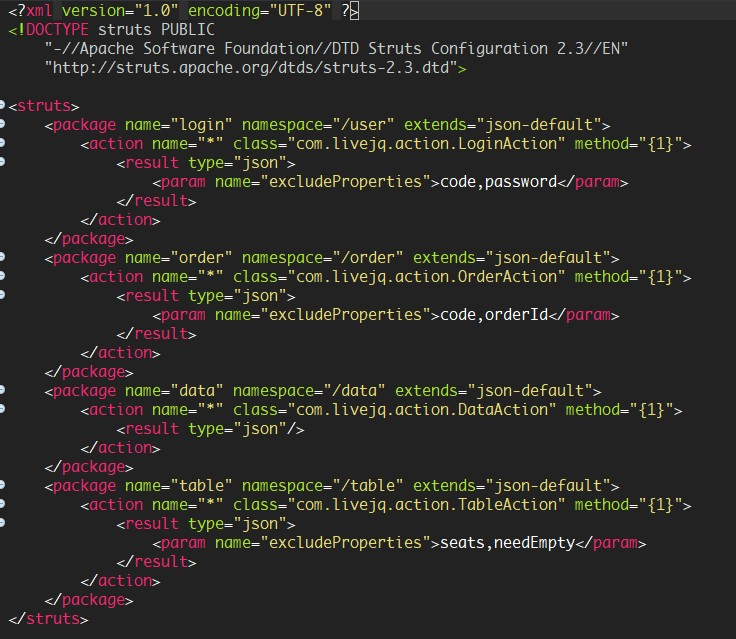 <?xml version="1.0" encoding="UTF-8" ?>
<!DOCTYPE struts PUBLIC
    "-//Apache Software Foundation//DTD Struts Configuration 2.3//EN"
    "http://struts.apache.org/dtds/struts-2.3.dtd">

<struts>
    <package name="login" namespace="/user" extends="json-default">
        <action name="*" class="com.livejq.action.LoginAction" method="{1}">
            <result type="json">
                <param name="excludeProperties">code,password</param>
            </result>
        </action>
    </package>
    <package name="order" namespace="/order" extends="json-default">
        <action name="*" class="com.livejq.action.OrderAction" method="{1}">
            <result type="json">
                <param name="excludeProperties">code,orderId</param>
            </result>
        </action>
    </package>
    <package name="data" namespace="/data" extends="json-default">
        <action name="*" class="com.livejq.action.DataAction" method="{1}">
            <result type="json"/>
        </action>
    </package>
    <package name="table" namespace="/table" extends="json-default">
        <action name="*" class="com.livejq.action.TableAction" method="{1}">
            <result type="json">
                <param name="excludeProperties">seats,needEmpty</param>
            </result>
        </action>
    </package>
</struts>